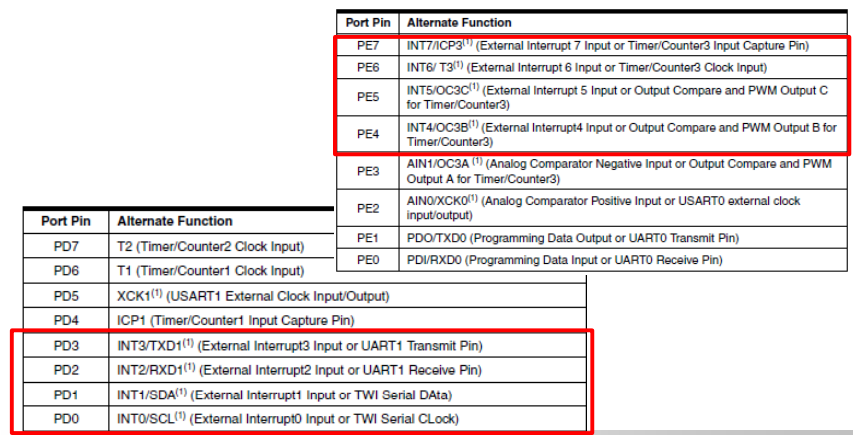 Port Pin Alternate Function
PE7 INT7/ICP3(1) (External Interrupt 7 Input or Timer/Counter3 Input Capture Pin)
PE6 INT6/ T3(1) (External Interrupt 6 Input or Timer/Counter3 Clock Input)
PE5 INT5/OC3C(1) (External Interrupt 5 Input or Output Compare and PWM Output C
for Timer/Counter3)
PE4 INT4/OC3B(1) (External Interrupt4 Input or Output Compare and PWM Output B for
Timer/Counter3)
PE3 AIN1/OC3A (1) (Analog Comparator Negative Input or Output Compare and PWM
Output A for Timer/Counter3)
PE2 AIN0/XCK0(1) (Analog Comparator Positive Input or USART0 external clock
input/output)
PE1 PDO/TXD0 (Programming Data Output or UART0 Transmit Pin)
PE0 PDI/RXD0 (Programming Data Input or UART0 Receive Pin)
Port Pin Alternate Function
PD7 T2 (Timer/Counter2 Clock Input)
PD6 T1 (Timer/Counter1 Clock Input)
PD5 XCK1(1) (USART1 External Clock Input/Output)
PD4 ICP1 (Timer/Counter1 Input Capture Pin)
PD3 INT3/TXD1(1) (External Interrupt3 Input or UART1 Transmit Pin)
PD2 INT2/RXD1(1) (External Interrupt2 Input or UART1 Receive Pin)
PD1 INT1/SDA(1) (External Interrupt1 Input or TWI Serial DAta)
PD0 INT0/SCL(1) (External Interrupt0 Input or TWI Serial CLock)